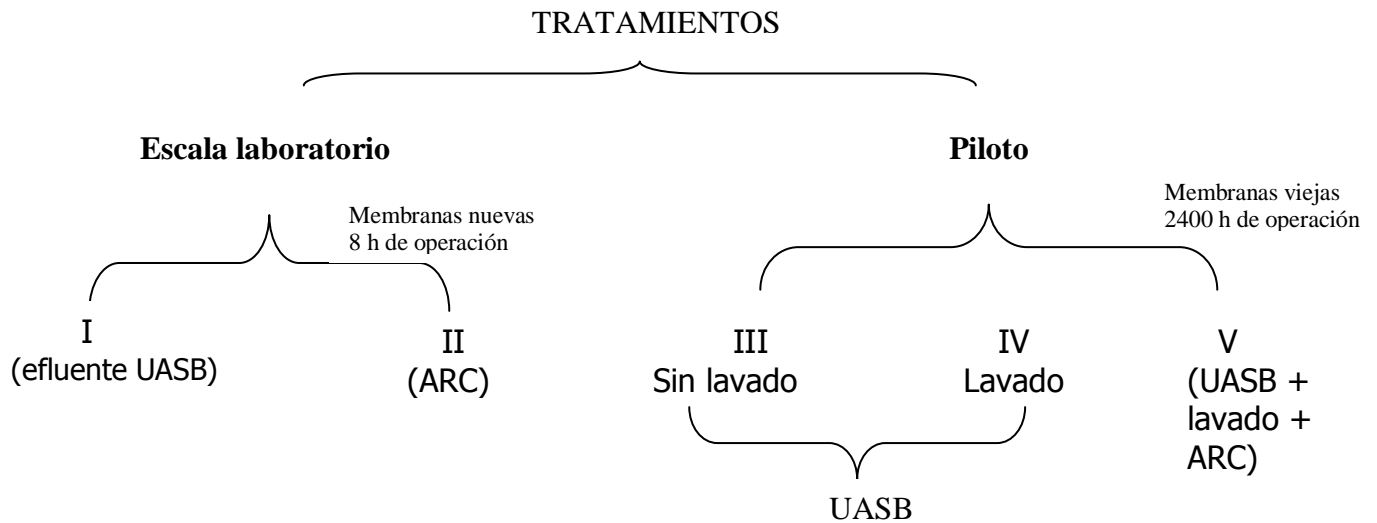 TRATAMIENTOS
Escala laboratorio
Piloto
Membranas nuevas
8 h de operación
Membranas viejas
2400 h de operación
I
(efluente UASB)
II
(ARC)
III
Sin lavado
IV
Lavado
V
(UASB +
lavado +
ARC)
UASB